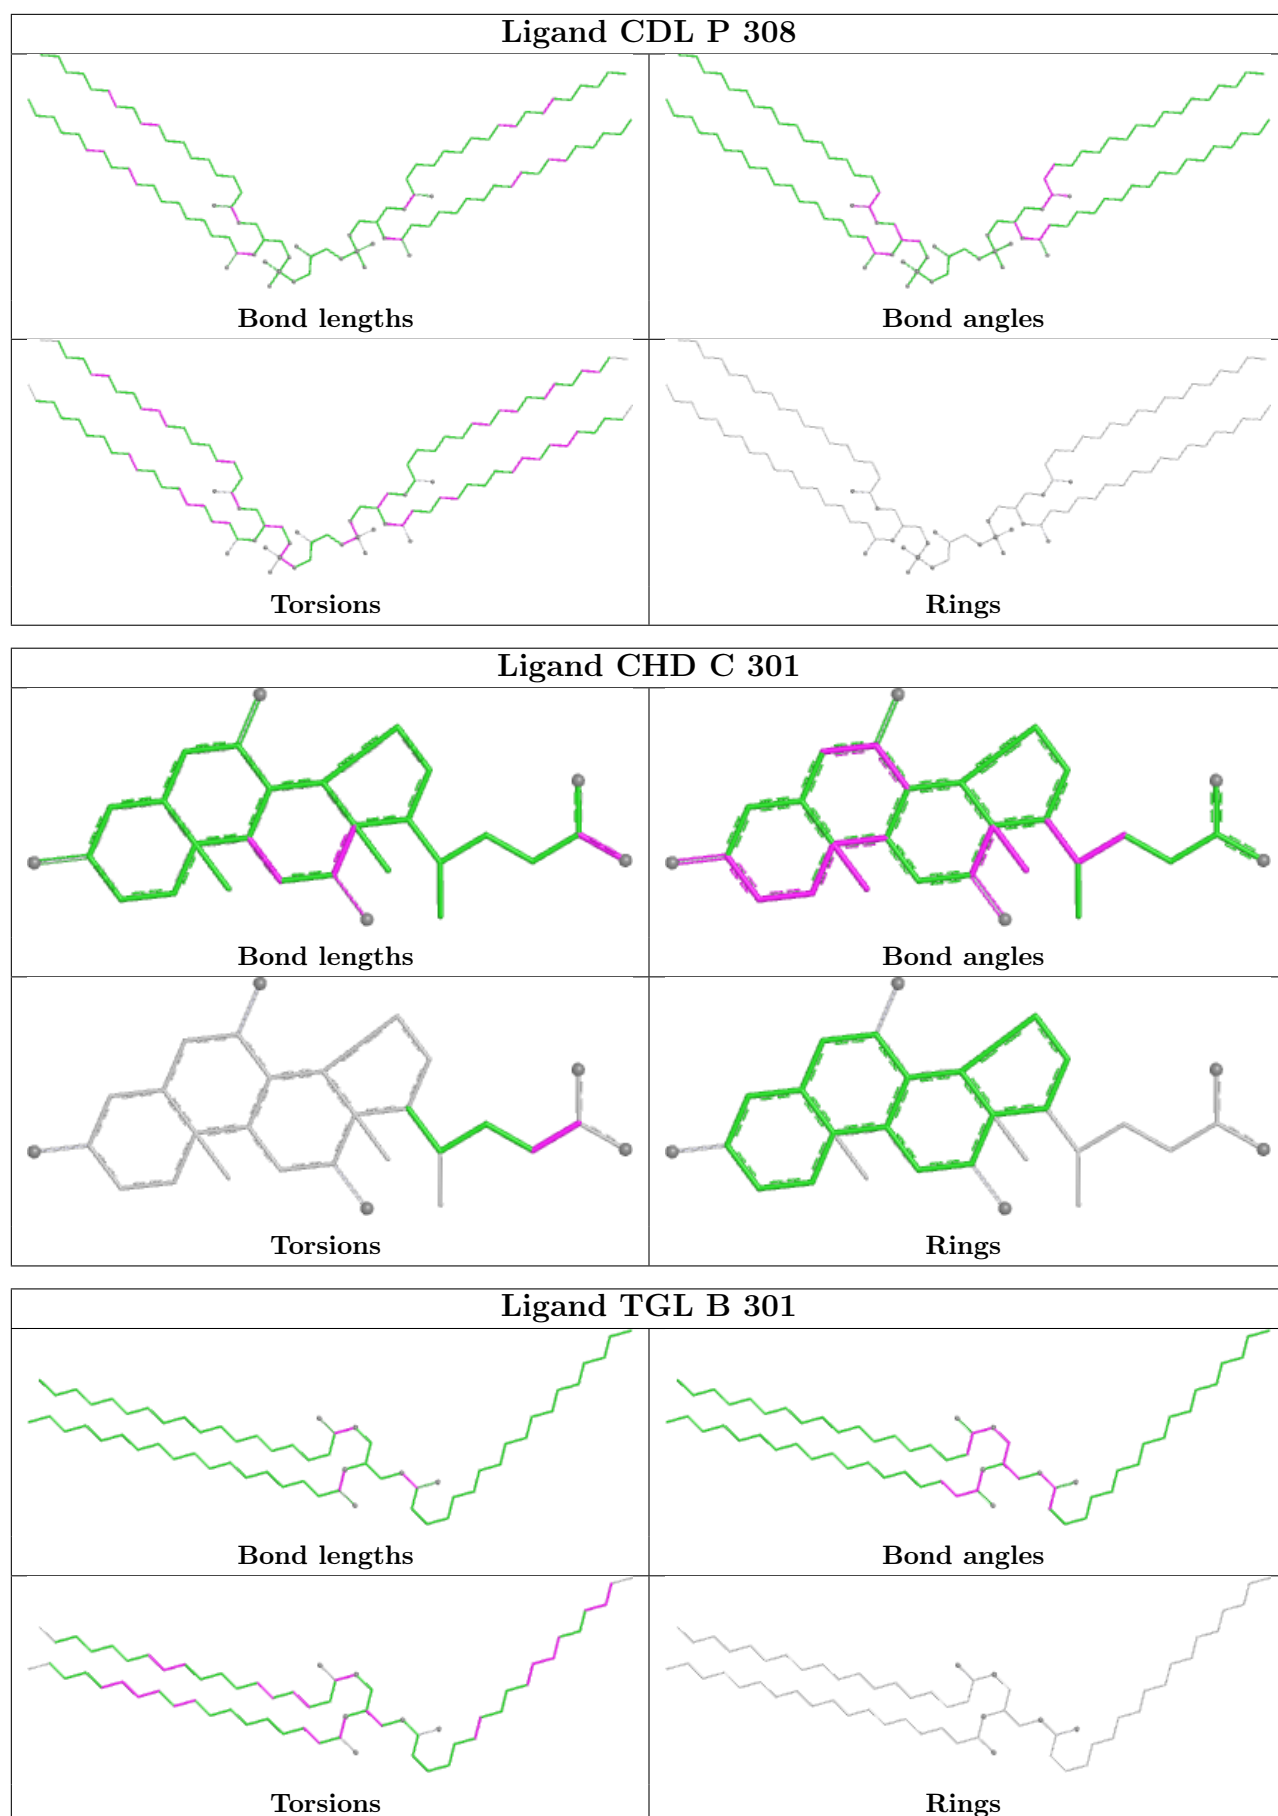 Ligand CDL P 308
Bond lengths
Bond angles
Torsions
Rings
Ligand CHD C 301
Bond lengths
Bond angles
Torsions
Rings
Ligand TGL B 301
Bond lengths
Bond angles
Torsions
Rings